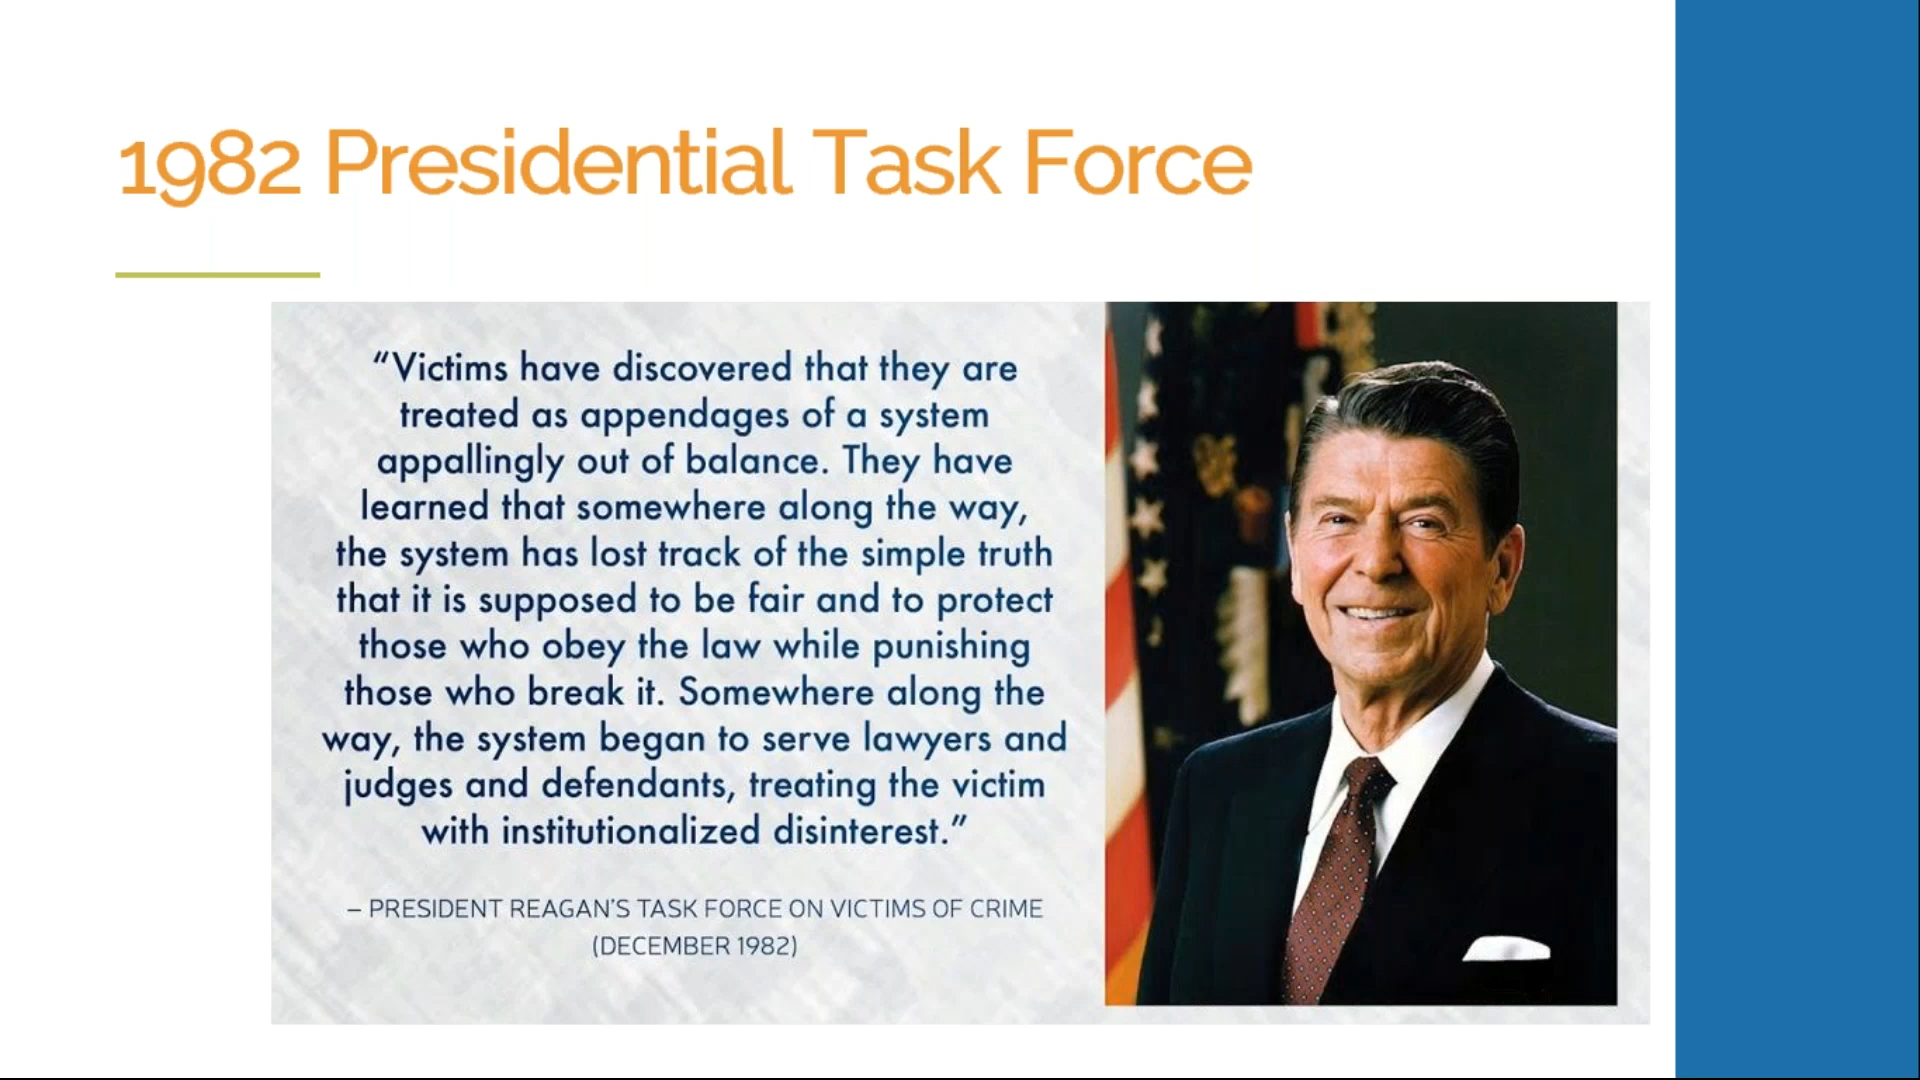 1982 Presidential Task Force
“Victims have discovered that they are
treated as appendages of a system
appallingly out of balance. They have
learned that somewhere along the way,
the system has lost track of the simple truth
that it is supposed to be fair and to protect
those who obey the law while punishing
those who break it. Somewhere along the
way, the system began to serve lawyers and
judges and defendants, treating the victim
with institutionalized disinterest.”
– PRESIDENT REAGAN’S TASK FORCE ON VICTIMS OF CRIME
(DECEMBER 1982)